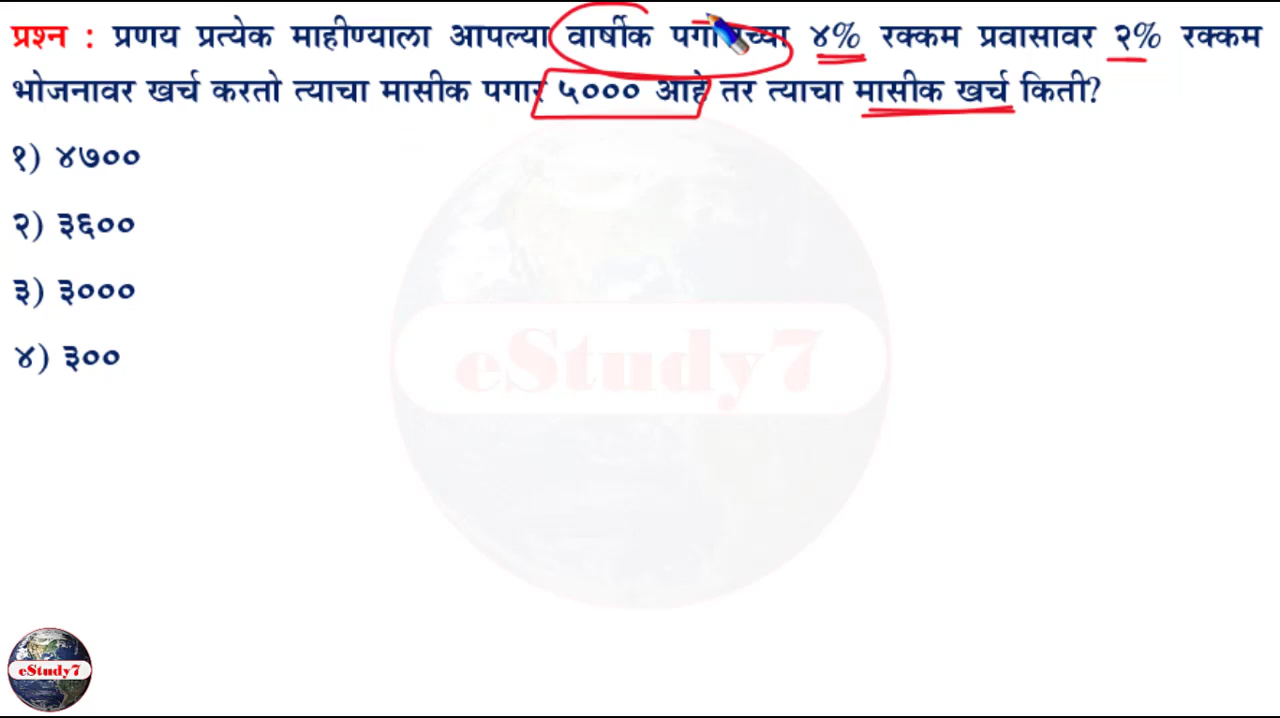 प्रश्न : प्रणय प्रत्येक माहीण्याला आपल्या वार्षीक ४% रक्कम प्रवासावर २% रक्कम
भोजनावर खर्च करतो त्याचा मासीक पगार ५००० आहे तर त्याचा मासीक खर्च किती?
१) ४७००
२) ३६००
३) ३०००
४) ३००
eStudy7
eStudy7